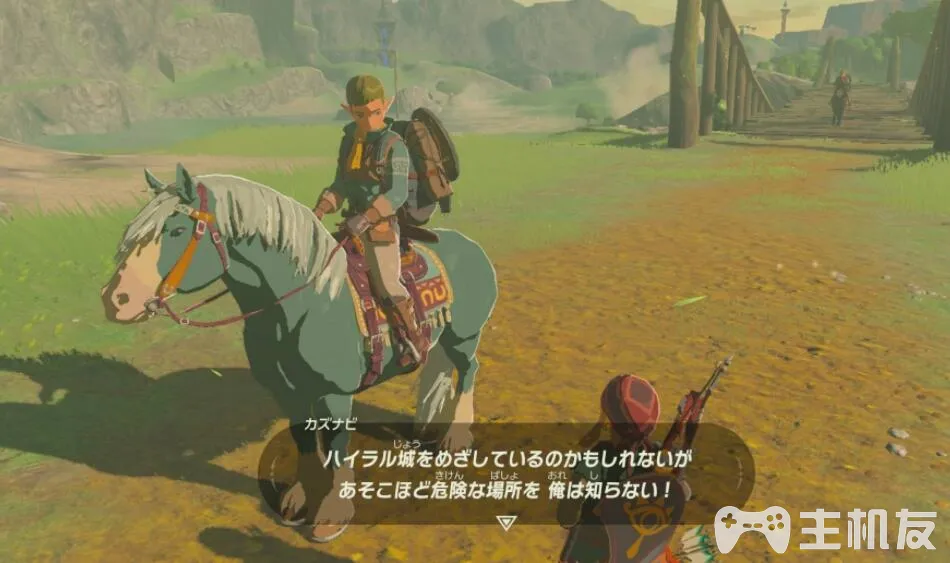 カズナビ
ハイラル城をめざしているのかもしれないが
じょう
あそこほど危険な場所を 俺は知らない！
きけん ばしょ おれ し
主机友